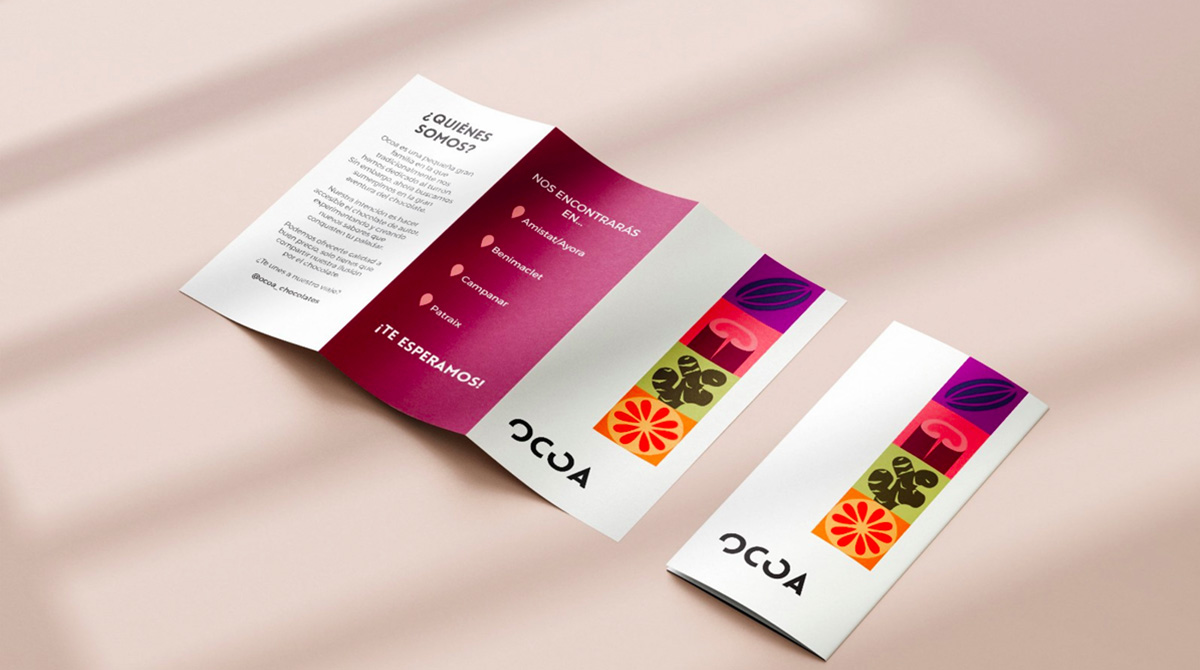 ¿QUIÉNES
SOMOS?
Ocoa es una pequeña gran
familia en la que
tradicionalmente nos
hemos dedicado al turrón.
Sin embargo, ahora buscamos
sumergirnos en la gran
aventura del chocolate.
Nuestra intención es hacer
accesible el chocolate de autor,
experimentando y creando
nuevos sabores que
conquisten tu paladar.
Podemos ofrecerte calidad a
buen precio, solo tienes que
compartir nuestra ilusión
por el chocolate.
¿Te unes a nuestro viaje?
@ocoa_chocolates
NOS ENCONTRARÁS
EN...
Amistat/Ayora
Benimaclet
Campanar
Patraix
¡TE ESPERAMOS!
OCOA
OCOA